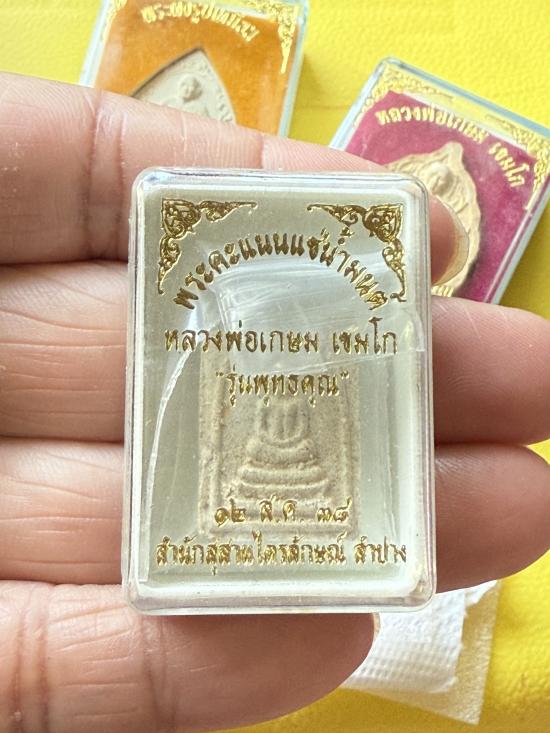 หลวงพ่อเกษม เขมโก
พระคะแนนแช่น้ำมนต์
หลวงพ่อเกษม เขมโก
"รุ่นพุทธคุณ"
๑๒ ส.ค. ๓๘
สำนักสุสานไตรลักษณ์ ลำปาง